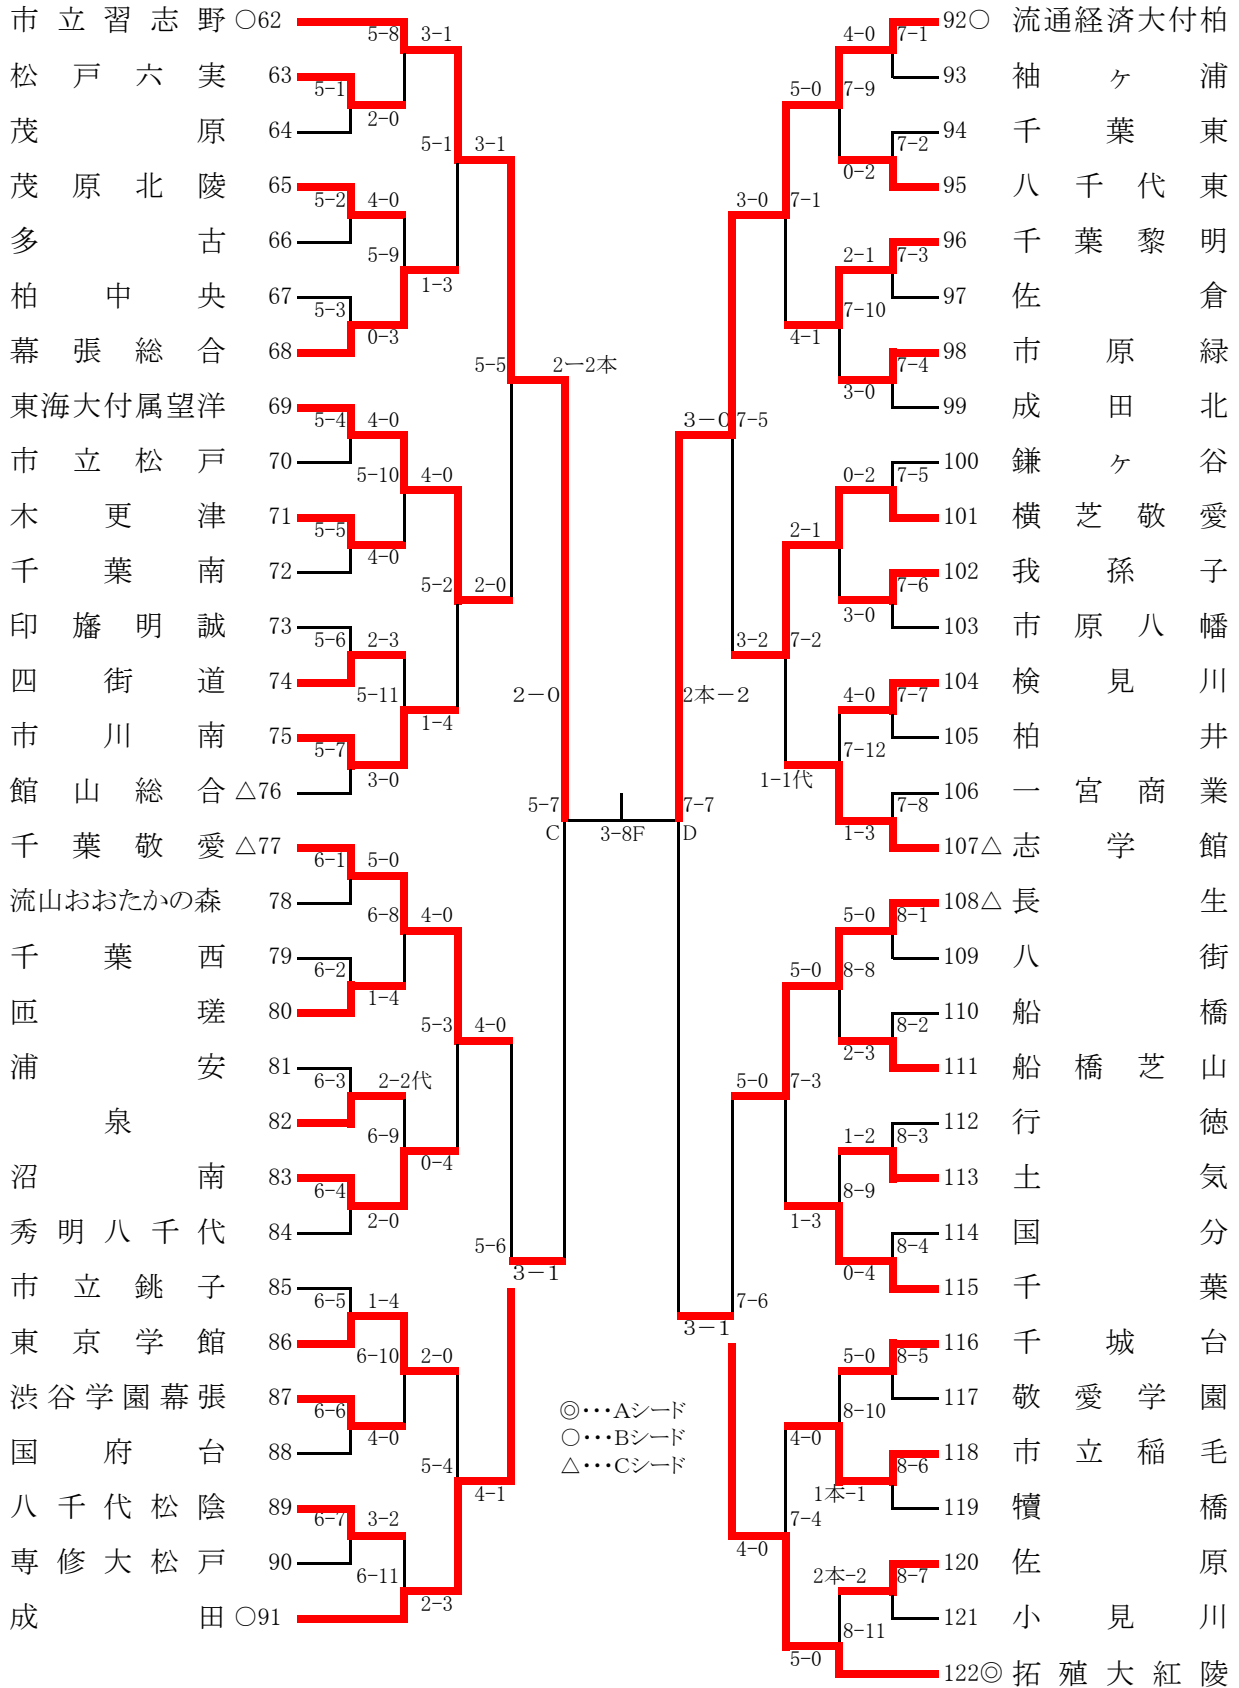 市立習志野 ○62
5-8 3-1
松戸六実 63
5-1
2-0
茂原 64
5-1 3-1
茂原北陵 65
5-2 4-0
多古 66
5-9
1-3
柏中央 67
5-3
0-3
幕張総合 68
5-5 2ー2本
東海大付属望洋 69
5-4 4-0
市立松戸 70
5-10 4-0
木更津 71
5-5
4-0
千葉南 72
5-2 2-0
印旛明誠 73
5-6 2-3
四街道 74
5-11
2-0
1-4
市川南 75
5-7
3-0
館山総合 △76
5-7
C 3-8F D
7-7
千葉敬愛 △77
6-1 5-0
流山おおたかの森 78
6-8 4-0
千葉西 79
6-2
1-4
匝瑳 80
5-3 4-0
浦安 81
6-3 2-2代
泉 82
6-9
0-4
沼南 83
6-4
2-0
秀明八千代 84
5-6
3-1
市立銚子 85
6-5 1-4
東京学館 86
6-10 2-0
渋谷学園幕張 87
6-6
4-0
国府台 88
5-4
4-1
八千代松陰 89
6-7 3-2
専修大松戸 90
6-11
2-3
成田 ○91
◎・・・Aシード
○・・・Bシード
△・・・Cシード
92○ 流通経済大付柏
4-0 7-1
93 袖ヶ浦
5-0 7-9
94 千葉東
7-2
0-2
95 八千代東
3-0 7-1
96 千葉黎明
2-1 7-3
97 佐倉
7-10
4-1
98 市原緑
7-4
3-0
99 成田北
3-0 7-5
100 鎌ヶ谷
0-2 7-5
101 横芝敬愛
2-1
102 我孫子
7-6
3-0
103 市原八幡
3-2 7-2
104 検見川
4-0 7-7
2本-2
105 柏井
7-12
1-1代
106 一宮商業
7-8
1-3
107△ 志学館
108△ 長生
5-0 8-1
109 八街
5-0 8-8
110 船橋
8-2
2-3
111 船橋芝山
5-0 7-3
112 行徳
1-2 8-3
113 土気
8-9
1-3
114 国分
8-4
0-4
115 千葉
7-6
3-1
116 千城台
5-0 8-5
117 敬愛学園
8-10
4-0
118 市立稲毛
8-6
1本-1
119 犢橋
7-4
4-0
120 佐原
2本-2 8-7
121 小見川
8-11
5-0
122◎ 拓殖大紅陵